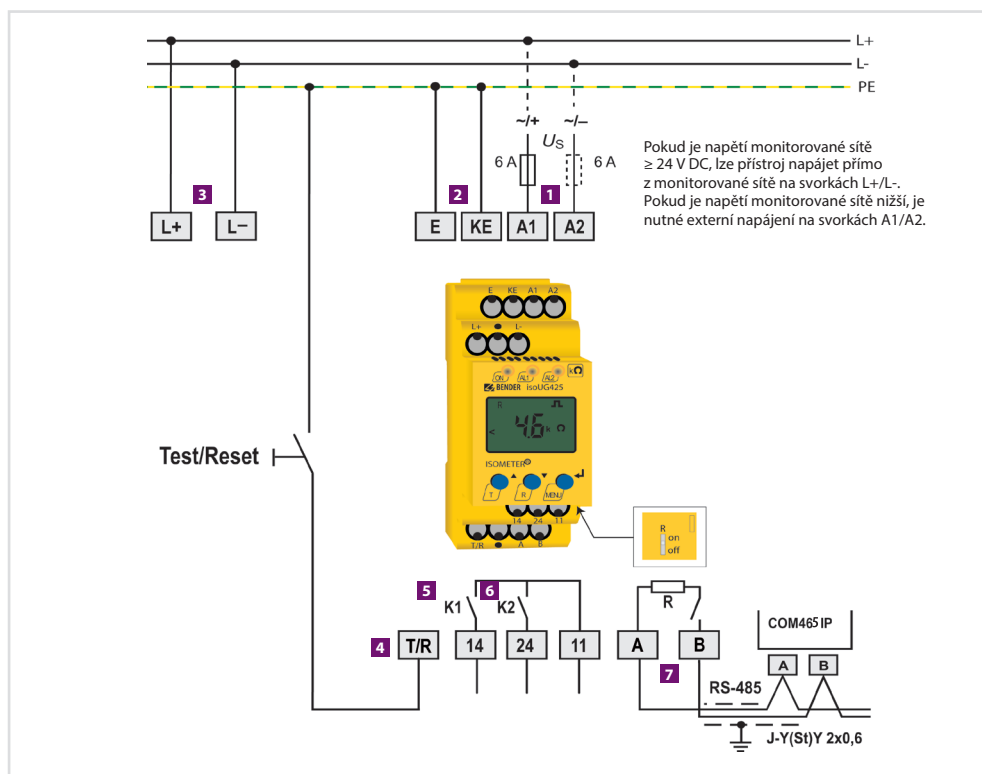 L+
L-
PE
~/+
~/–
US
6 A
6 A
Pokud je napětí monitorované sítě
≥ 24 V DC, lze přístroj napájet přímo
z monitorované sítě na svorkách L+/L-.
Pokud je napětí monitorované sítě nižší, je
nutné externí napájení na svorkách A1/A2.
3
2
1
L+
L–
E
KE
A1
A2
E KE A1 A2
L+ L-
ON AL1 AL2 kΩ
BENDER isoUG425
R
< 4.6 k Ω
ISOMETER®
T R MENU
14 24 11
T/R A B
Test/Reset
R
on
off
5
6
K1
K2
R
COM465 IP
4
T/R
14
24
11
A
B
7
A
B
RS-485
J-Y(St)Y 2x0,6